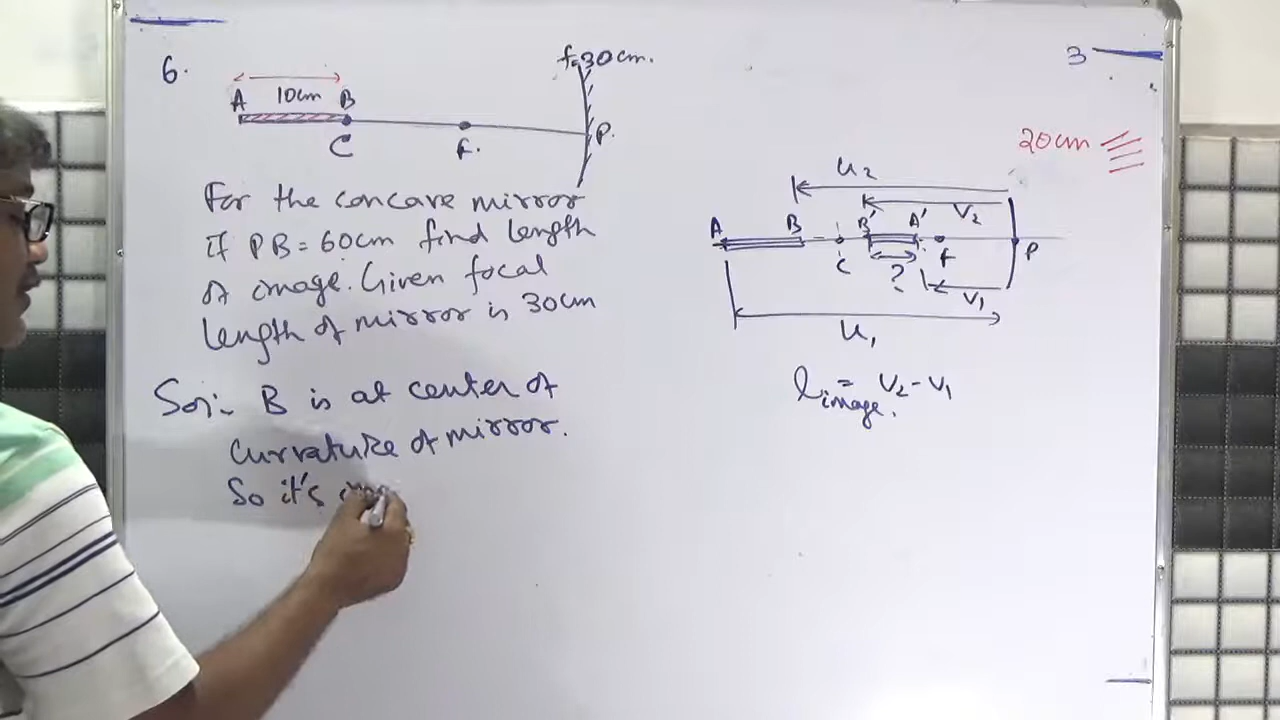 6.
f=30cm.
10cm
A B
C F. P.
For the concave mirror
if PB=60cm find length
of image. Given focal
length of mirror is 30cm
Son:- B is at center of
curvature of mirror.
So it's
3
20cm
u2
v2
A B B' A'
C F P
?
v1
u1
l image. = v2 - v1